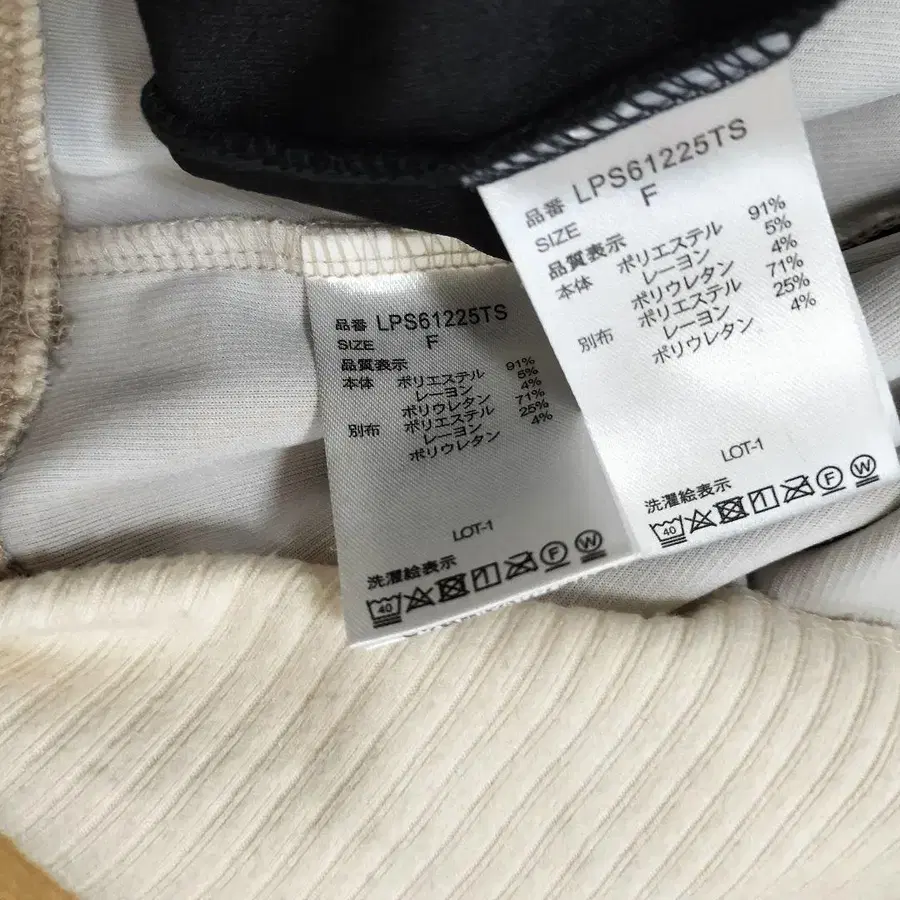 品番 LPS61225TS
SIZE F
品質表示
本体 ポリエステル 91%
レーヨン 5%
ポリウレタン 4%
別布 ポリエステル 71%
レーヨン 25%
ポリウレタン 4%
LOT-1
洗濯絵表示
40
F W
品番 LPS61225TS
SIZE F
品質表示
本体 ポリエステル 91%
レーヨン 5%
ポリウレタン 4%
別布 ポリエステル 71%
レーヨン 25%
ポリウレタン 4%
LOT-1
洗濯絵表示
40
F W